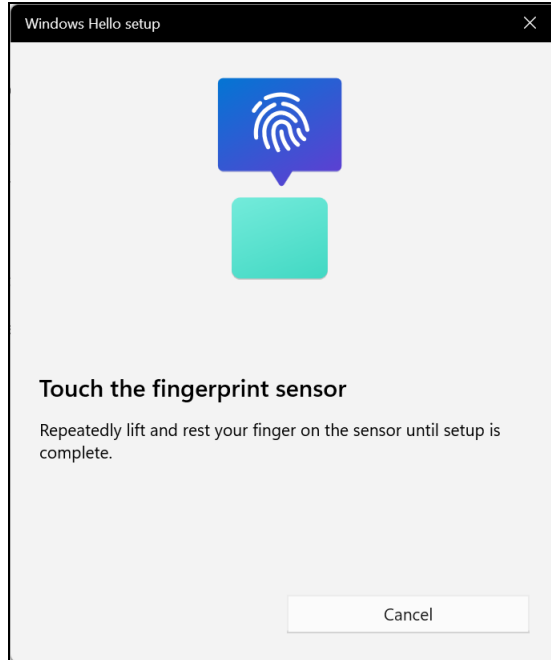 Windows Hello setup
Touch the fingerprint sensor
Repeatedly lift and rest your finger on the sensor until setup is
complete.
Cancel